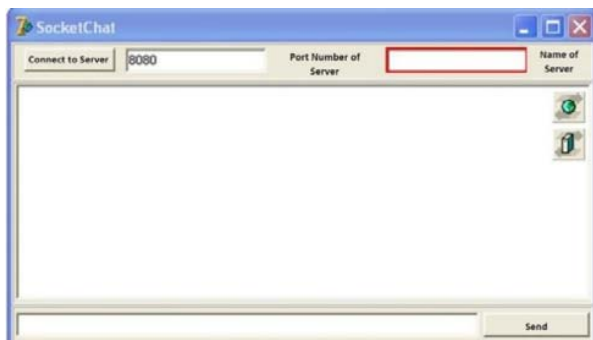 SocketChat
Connect to Server
8080
Port Number of
Server
Name of
Server
Send